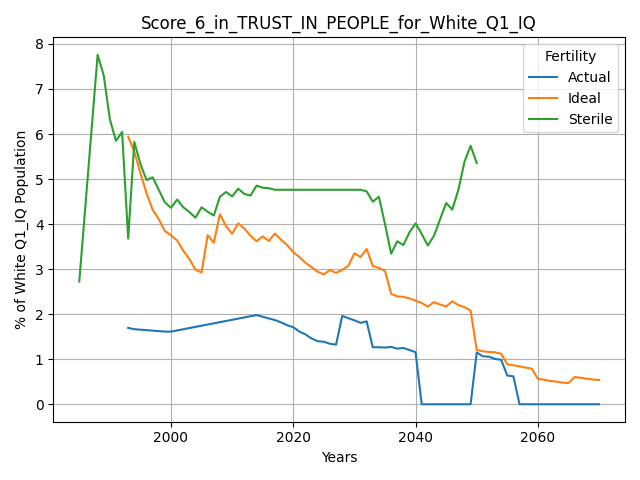 Score_6_in_TRUST_IN_PEOPLE_for_White_Q1_IQ
% of White Q1_IQ Population
8
7
6
5
4
3
2
1
0
Fertility
Actual
Ideal
Sterile
2000
2020
2040
2060
Years